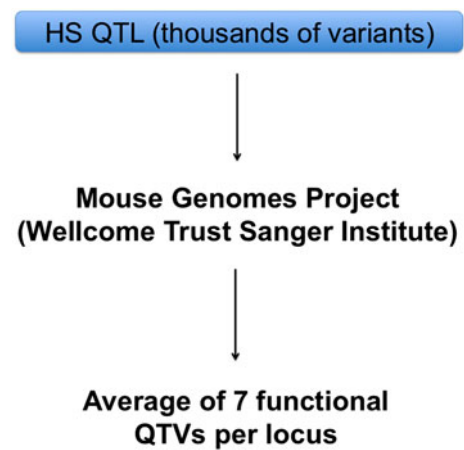 HS QTL (thousands of variants)
Mouse Genomes Project
(Wellcome Trust Sanger Institute)
Average of 7 functional
QTVs per locus